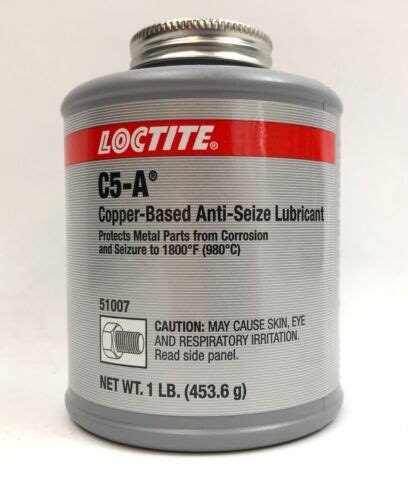 LOCTITE®
C5-A®
Copper-Based Anti-Seize Lubricant
Protects Metal Parts from Corrosion
and Seizure to 1800°F (980°C)
51007
CAUTION: MAY CAUSE SKIN, EYE
AND RESPIRATORY IRRITATION.
Read side panel.
NET WT. 1 LB. (453.6 g)